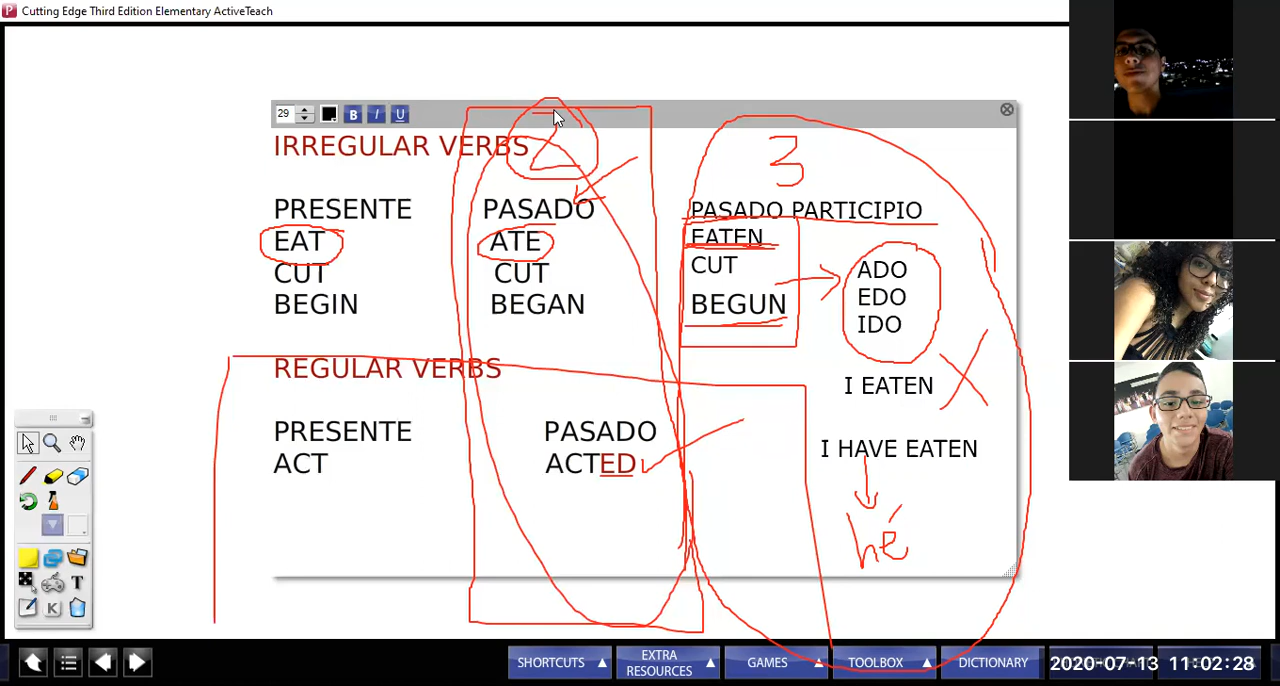 Cutting Edge Third Edition Elementary ActiveTeach
29 B I U
IRREGULAR VERBS 2 3
PRESENTE PASADO PASADO PARTICIPIO
EAT ATE EATEN
CUT CUT CUT ADO
BEGIN BEGAN BEGUN EDO
IDO
REGULAR VERBS I EATEN X
PRESENTE PASADO I HAVE EATEN
ACT ACTED
hé
T
K
SHORTCUTS EXTRA RESOURCES GAMES TOOLBOX DICTIONARY 2020-07-13 11:02:28